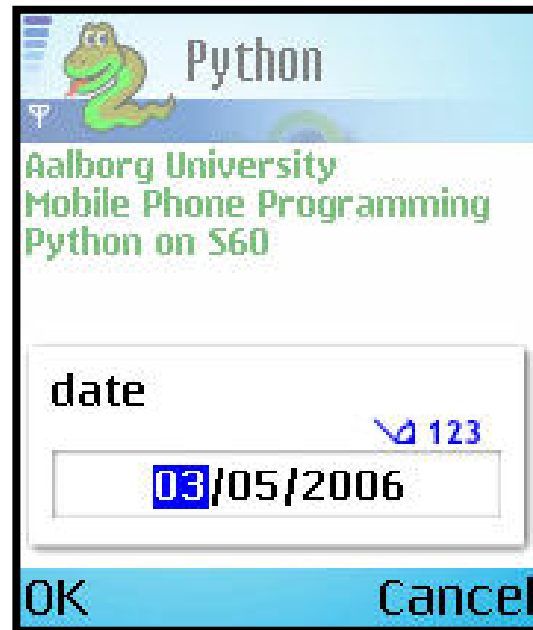 Python
Aalborg University
Mobile Phone Programming
Python on S60
date
123
03/05/2006
OK Cancel